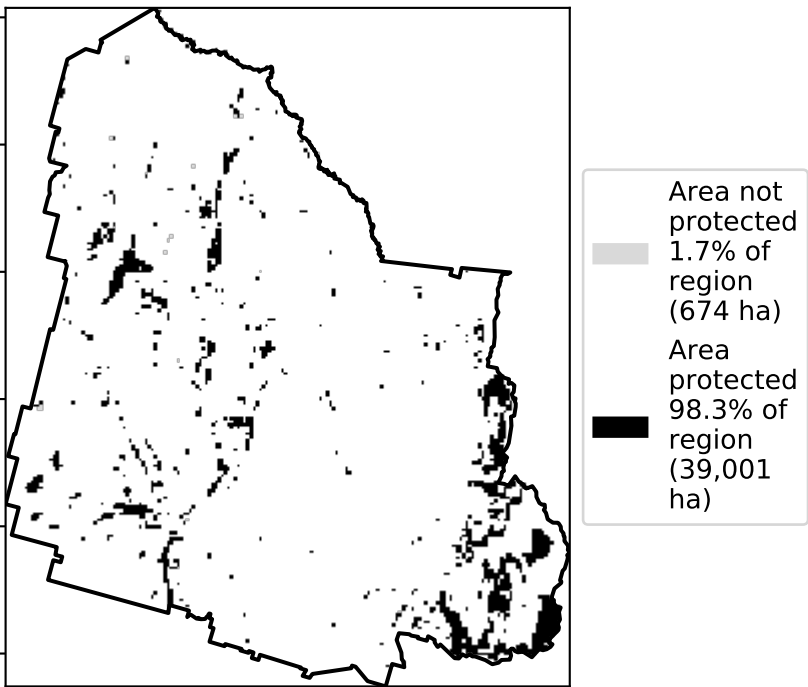 Area not
protected
1.7% of
region
(674 ha)
Area
protected
98.3% of
region
(39,001
ha)